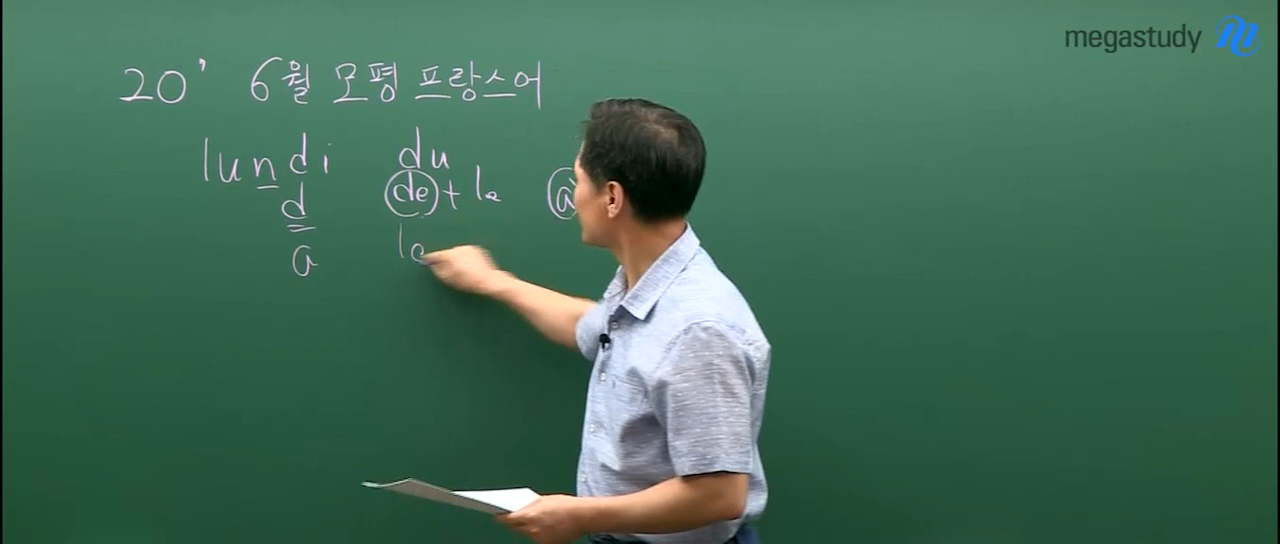 megastudy
20' 6월 모평 프랑스어
lundi du
d de + le à
a le